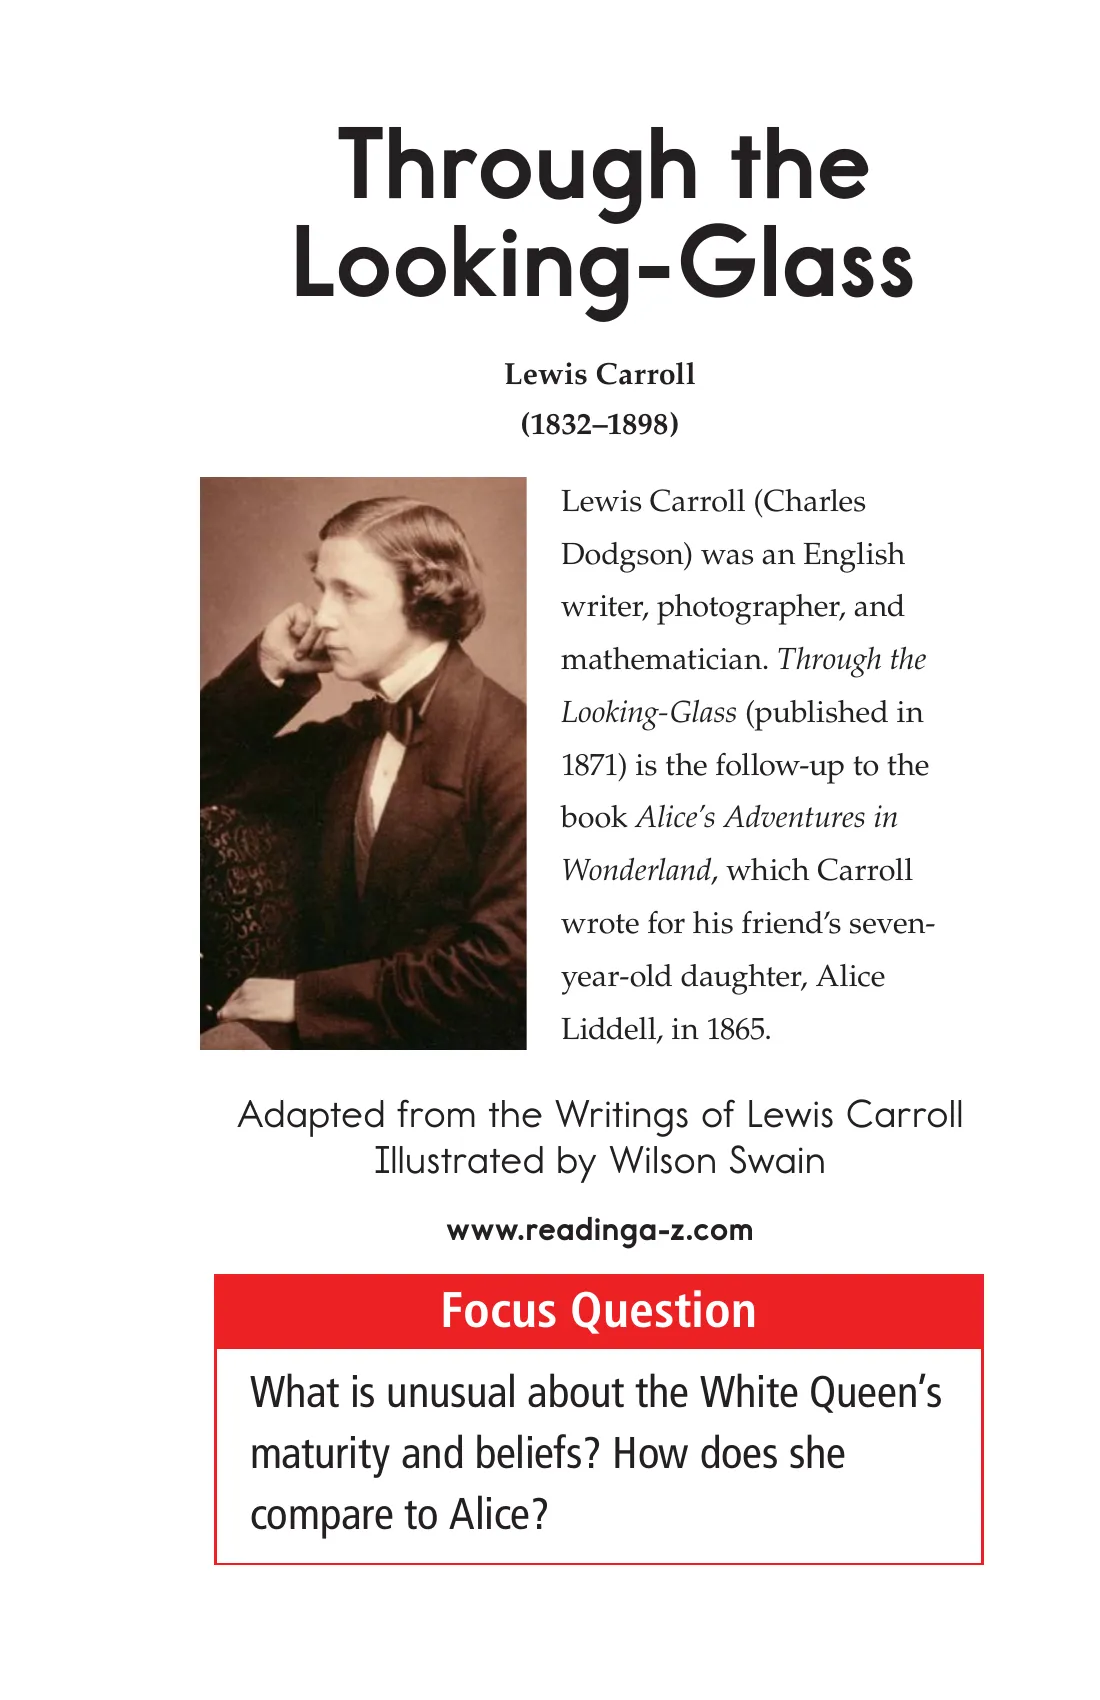 Through the
Looking-Glass
Lewis Carroll
(1832–1898)
Lewis Carroll (Charles
Dodgson) was an English
writer, photographer, and
mathematician. Through the
Looking-Glass (published in
1871) is the follow-up to the
book Alice’s Adventures in
Wonderland, which Carroll
wrote for his friend’s seven-
year-old daughter, Alice
Liddell, in 1865.
Adapted from the Writings of Lewis Carroll
Illustrated by Wilson Swain
www.readinga-z.com
Focus Question
What is unusual about the White Queen’s
maturity and beliefs? How does she
compare to Alice?